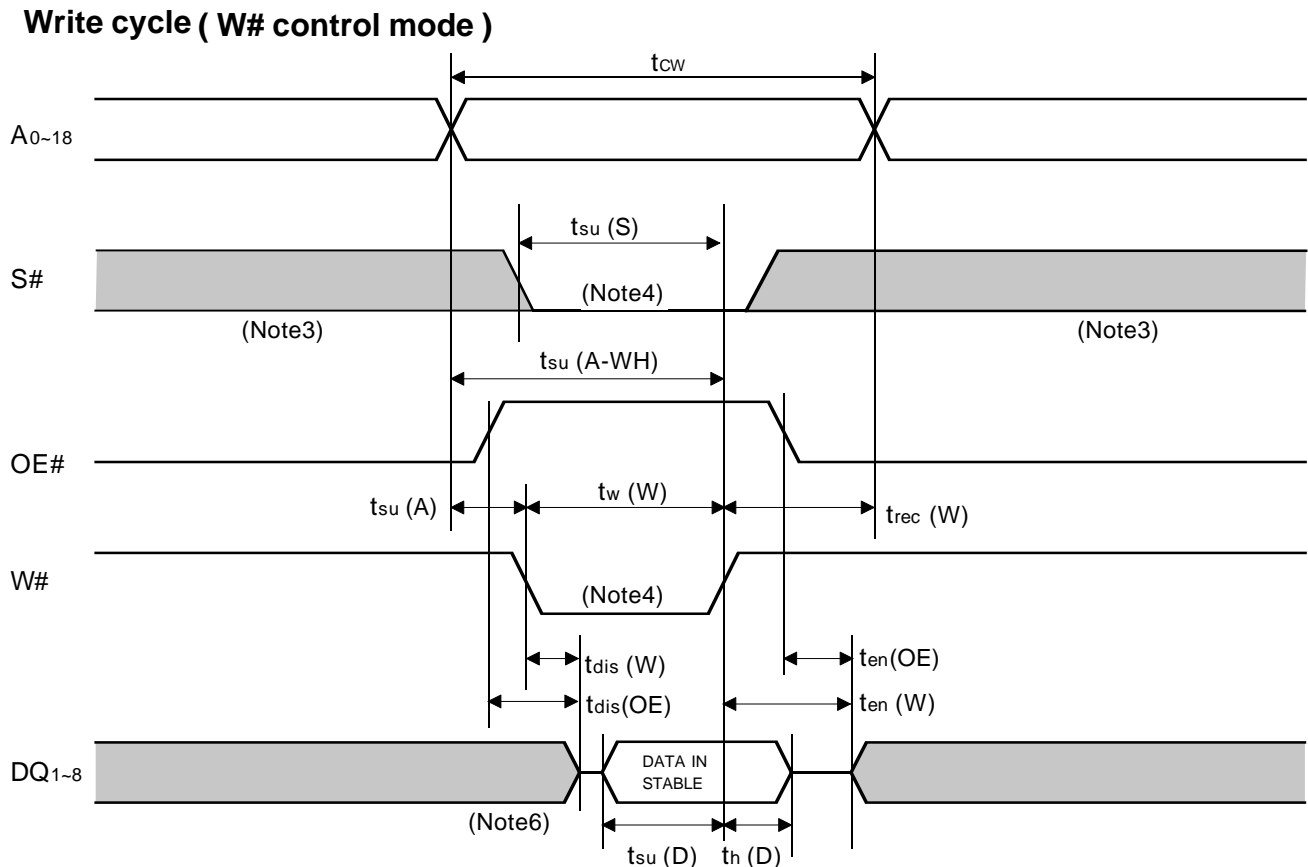 Write cycle ( W# control mode )
tCW
A0~18
tsu (S)
S#
(Note4)
(Note3)
(Note3)
tsu (A-WH)
OE#
tsu (A)
tw (W)
trec (W)
W#
(Note4)
tdis (W)
ten(OE)
tdis(OE)
ten (W)
DQ1~8
DATA IN
STABLE
(Note6)
tsu (D)
th (D)